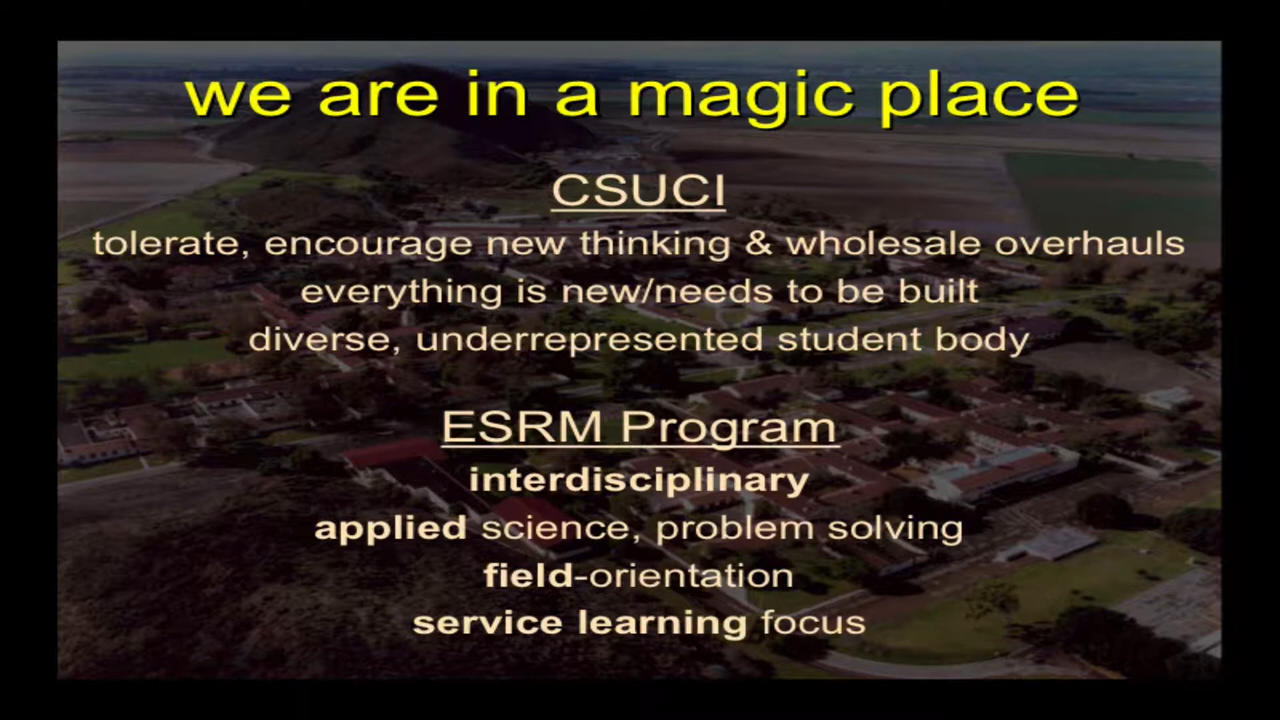 we are in a magic place
CSUCI
tolerate, encourage new thinking & wholesale overhauls
everything is new/needs to be built
diverse, underrepresented student body
ESRM Program
interdisciplinary
applied science, problem solving
field-orientation
service learning focus